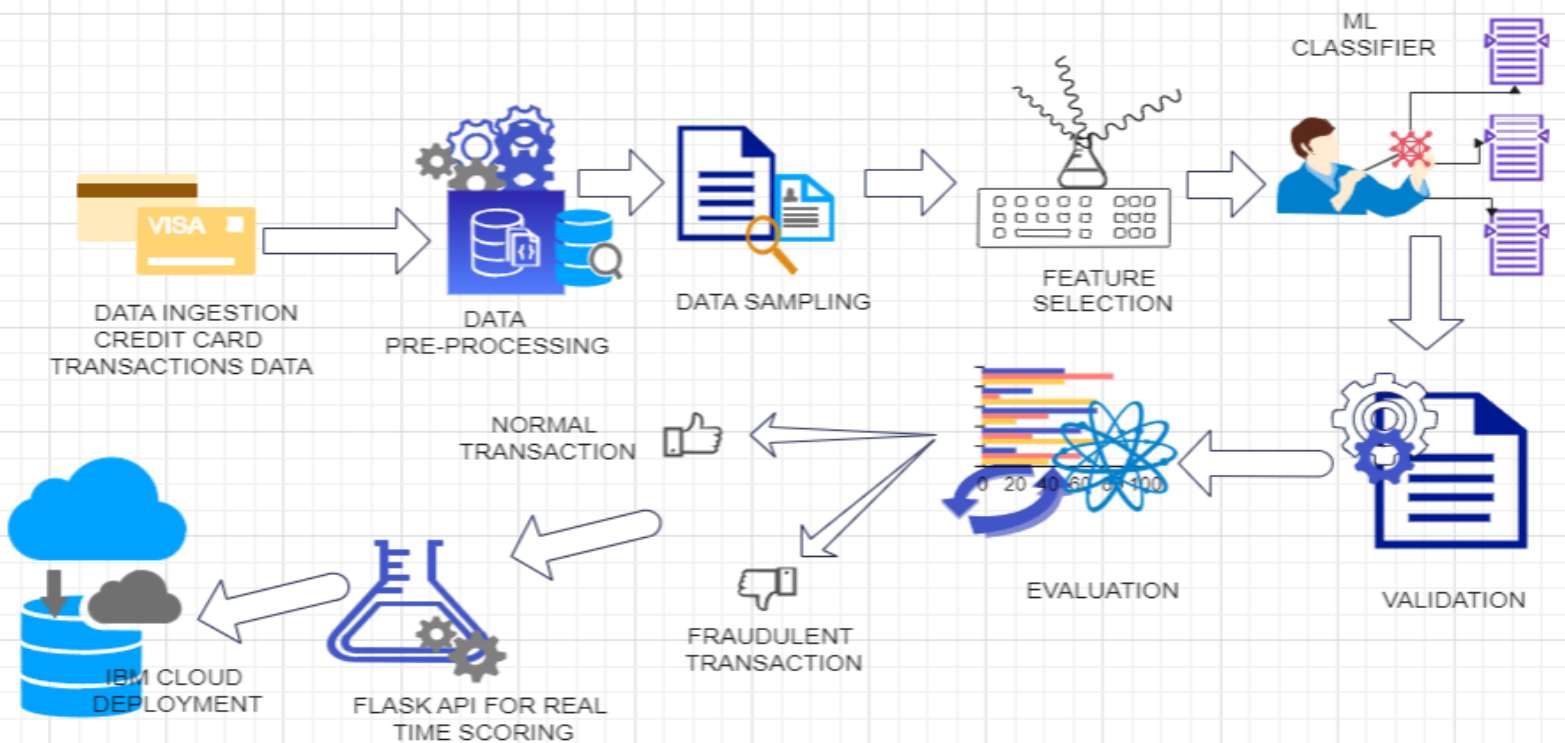 ML
CLASSIFIER
VISA
DATA INGESTION
CREDIT CARD
TRANSACTIONS DATA
DATA
PRE-PROCESSING
DATA SAMPLING
FEATURE
SELECTION
NORMAL
TRANSACTION
0 20 40 60 80 100
EVALUATION
VALIDATION
FRAUDULENT
TRANSACTION
FLASK API FOR REAL
TIME SCORING
IBM CLOUD
DEPLOYMENT